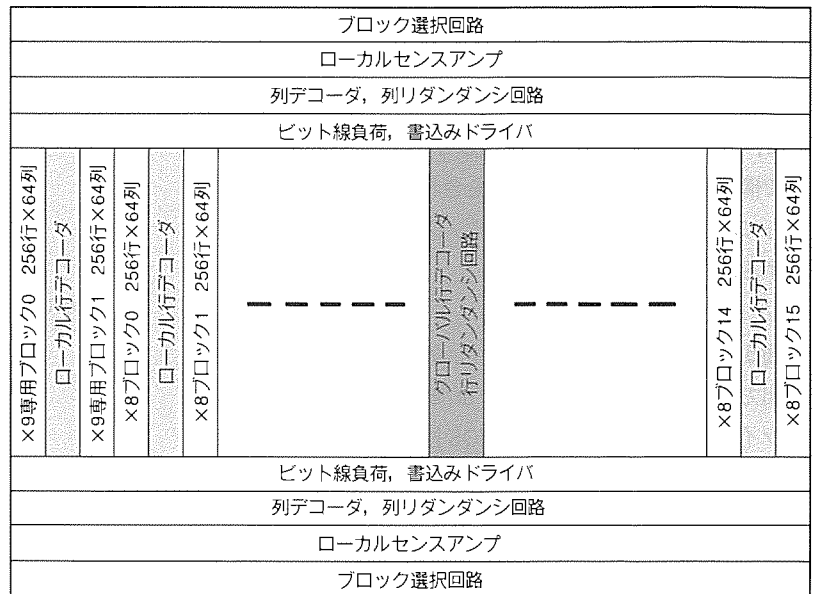 ブロック選択回路
ローカルセンスアンプ
列デコーダ，列リダンダンシ回路
ビット線負荷，書込みドライバ
×9専用ブロック0 256行×64列
ローカル行デコーダ
×9専用ブロック1 256行×64列
×8ブロック0 256行×64列
ローカル行デコーダ
×8ブロック1 256行×64列
グローバル行デコーダ
行リダンダンシ回路
×8ブロック14 256行×64列
ローカル行デコーダ
×8ブロック15 256行×64列
ビット線負荷，書込みドライバ
列デコーダ，列リダンダンシ回路
ローカルセンスアンプ
ブロック選択回路